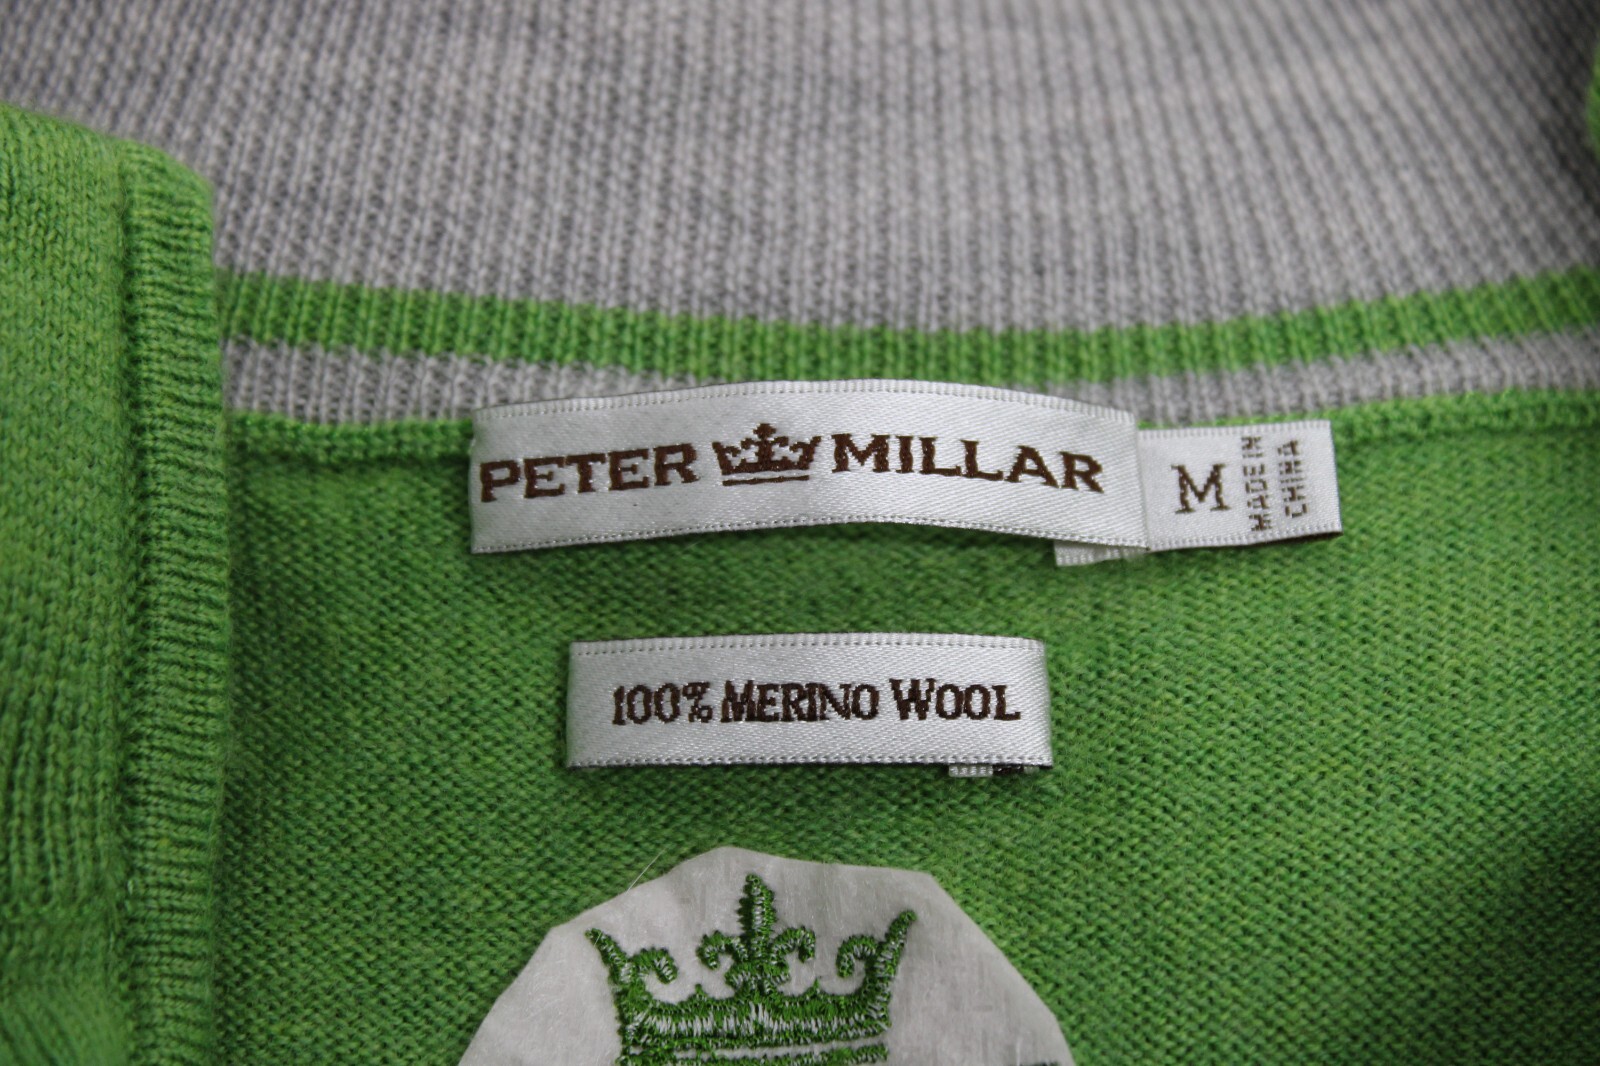 PETER MILLAR
M
MADE IN
CHINA
100% MERINO WOOL